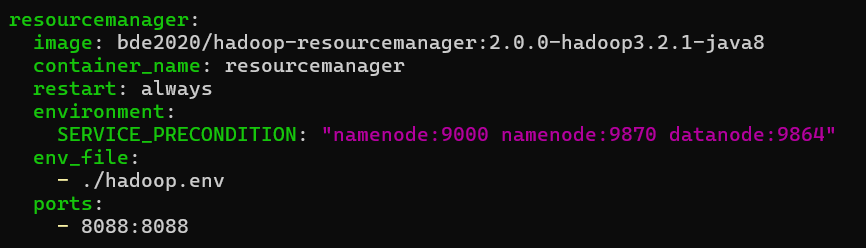 resourcemanager:
  image: bde2020/hadoop-resourcemanager:2.0.0-hadoop3.2.1-java8
  container_name: resourcemanager
  restart: always
  environment:
    SERVICE_PRECONDITION: "namenode:9000 namenode:9870 datanode:9864"
  env_file:
    - ./hadoop.env
  ports:
    - 8088:8088